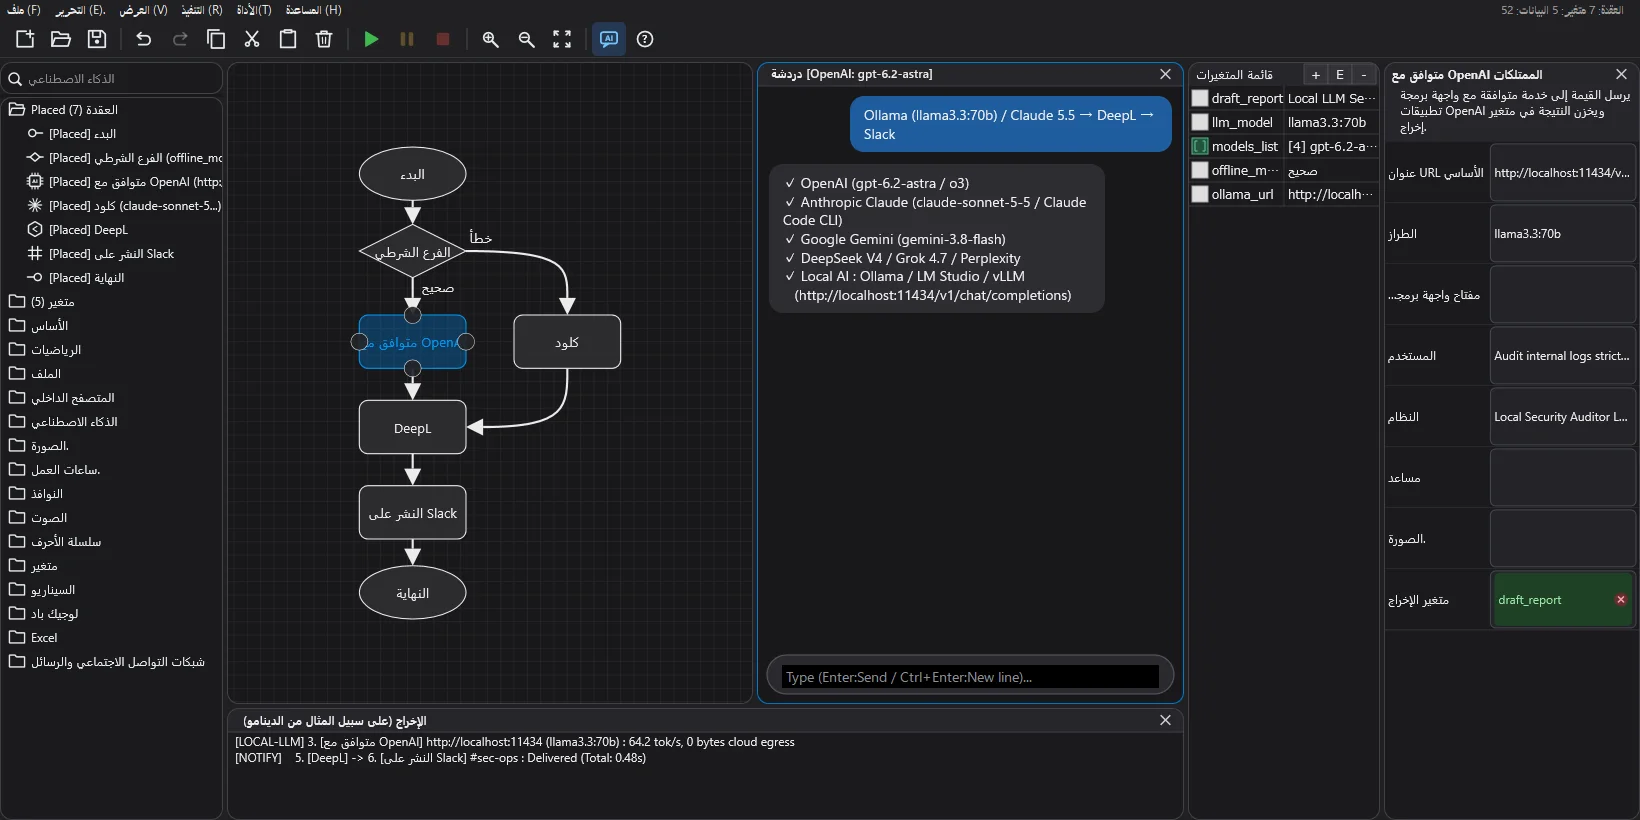 ملف (F) التحرير (E). العرض (V) التنفيذ (R) الأداة(T) المساعدة (H)
العقدة: 7 متغير: 5 البيانات: 52
الذكاء الاصطناعي
Placed (7) العقدة
[Placed] البدء
[Placed] الفرع الشرطي (offline_mc
[Placed] متوافق مع OpenAI (http:
[Placed] كلود (claude-sonnet-5...)
[Placed] DeepL
[Placed] النشر على Slack
[Placed] النهاية
متغير (5)
الأساس
الرياضيات
الملف
المتصفح الداخلي
الذكاء الاصطناعي
الصورة.
ساعات العمل.
النوافذ
الصوت
سلسلة الأحرف
متغير
السيناريو
لوجيك باد
Excel
شبكات التواصل الاجتماعي والرسائل
البدء
الفرع الشرطي
خطأ
صحيح
متوافق مع OpenA
كلود
DeepL
النشر على Slack
النهاية
دردشة [OpenAI: gpt-6.2-astra]
Ollama (llama3.3:70b) / Claude 5.5 → DeepL →
Slack
✓ OpenAI (gpt-6.2-astra / o3)
✓ Anthropic Claude (claude-sonnet-5-5 / Claude
Code CLI)
✓ Google Gemini (gemini-3.8-flash)
✓ DeepSeek V4 / Grok 4.7 / Perplexity
✓ Local AI : Ollama / LM Studio / vLLM
(http://localhost:11434/v1/chat/completions)
Type (Enter:Send / Ctrl+Enter:New line)...
قائمة المتغيرات + E -
draft_report Local LLM Se...
llm_model llama3.3:70b
models_list [4] gpt-6.2-a...
offline_m... صحيح
ollama_url http://localh...
الممتلكات OpenAI متوافق مع
يرسل القيمة إلى خدمة متوافقة مع واجهة برمجة
تطبيقات OpenAI ويخزن النتيجة في متغير
إخراج.
عنوان URL الأساسي http://localhost:11434/v...
الطراز llama3.3:70b
مفتاح واجهة برمج...
المستخدم Audit internal logs strict...
النظام Local Security Auditor L...
مساعد
الصورة.
متغير الإخراج draft_report
الإخراج (على سبيل المثال من الدينامو)
[LOCAL-LLM] 3. [متوافق مع OpenAI] http://localhost:11434 (llama3.3:70b) : 64.2 tok/s, 0 bytes cloud egress
[NOTIFY] 5. [DeepL] -> 6. [النشر على Slack] #sec-ops : Delivered (Total: 0.48s)